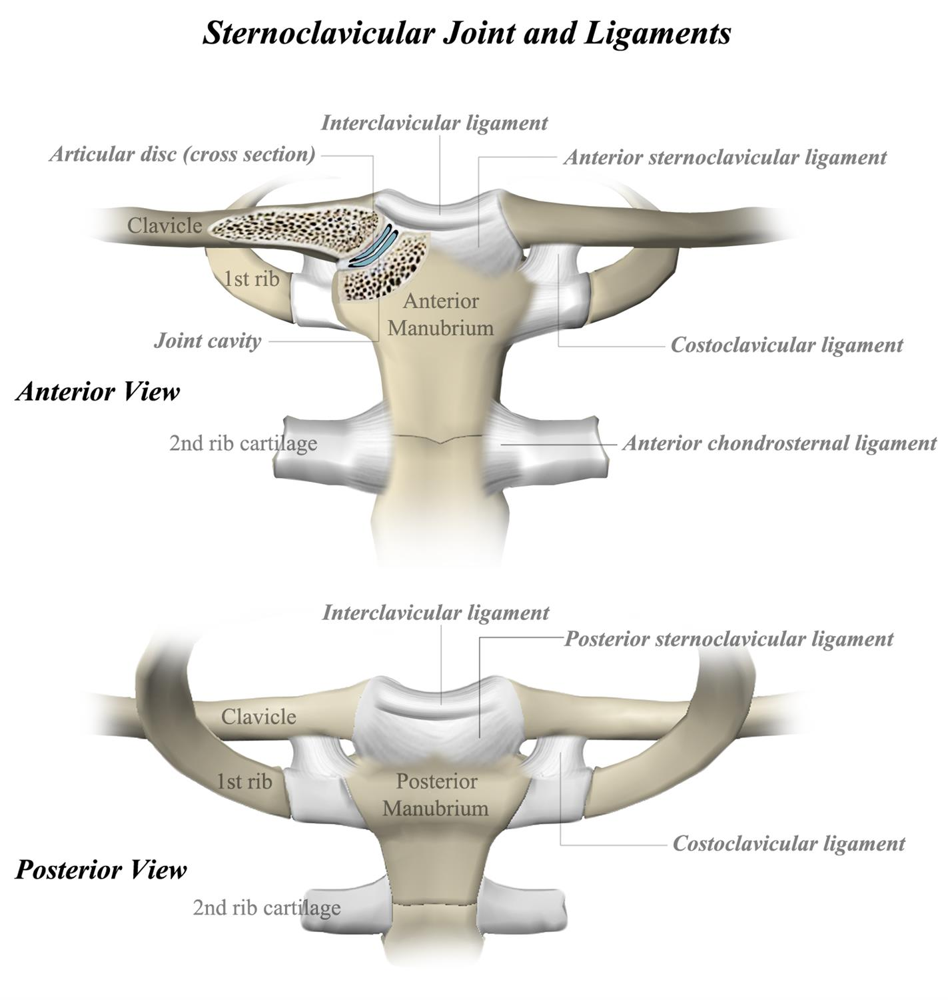 Sternoclavicular Joint and Ligaments
Interclavicular ligament
Articular disc (cross section)
Anterior sternoclavicular ligament
Clavicle
1st rib
Anterior
Manubrium
Joint cavity
Costoclavicular ligament
Anterior View
2nd rib cartilage
Anterior chondrosternal ligament
Interclavicular ligament
Posterior sternoclavicular ligament
Clavicle
1st rib
Posterior
Manubrium
Costoclavicular ligament
Posterior View
2nd rib cartilage